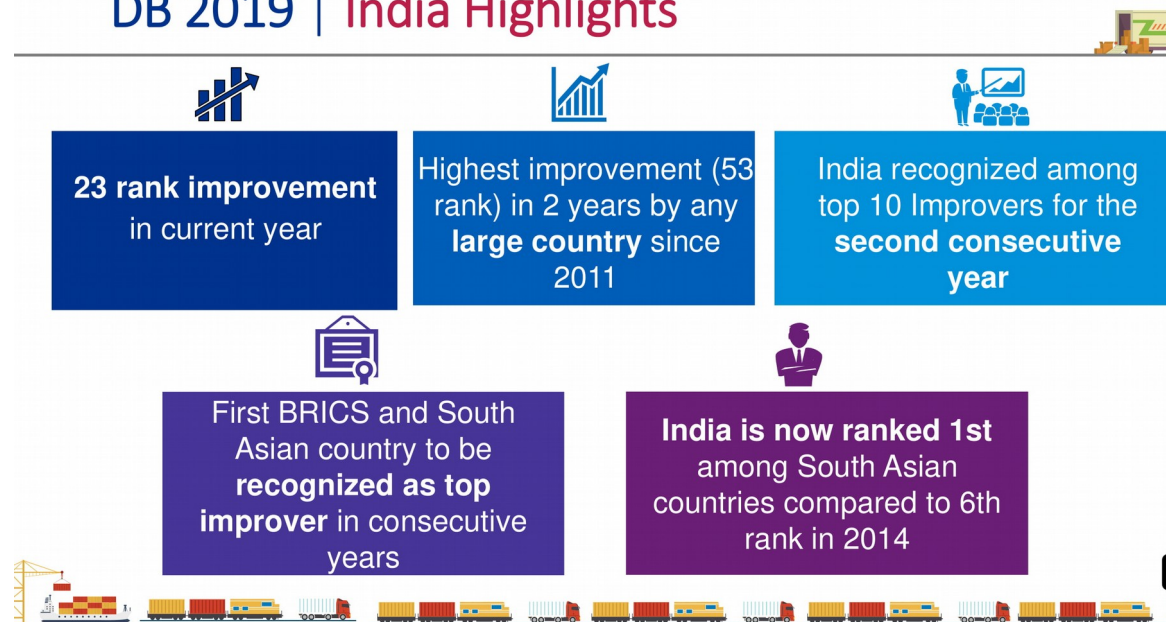 DB 2019 | India Highlights
23 rank improvement
in current year
Highest improvement (53
rank) in 2 years by any
large country since
2011
India recognized among
top 10 Improvers for the
second consecutive
year
First BRICS and South
Asian country to be
recognized as top
improver in consecutive
years
India is now ranked 1st
among South Asian
countries compared to 6th
rank in 2014